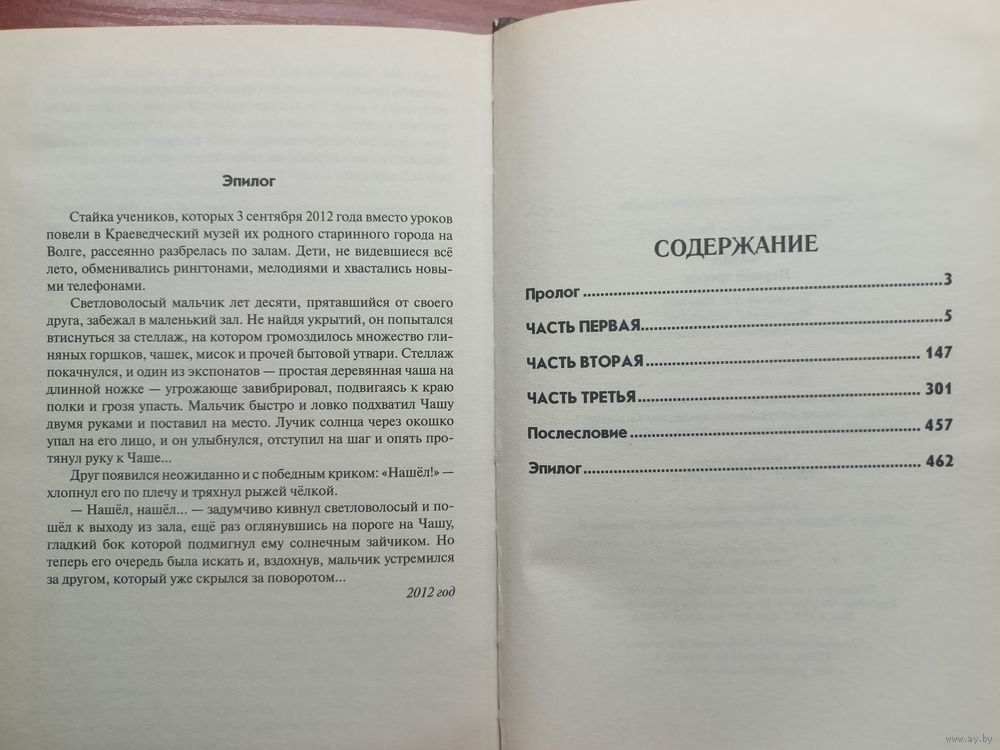 Эпилог
Стайка учеников, которых 3 сентября 2012 года вместо уроков
повели в Краеведческий музей их родного старинного города на
Волге, рассеянно разбрелась по залам. Дети, не видевшиеся всё
лето, обменивались рингтонами, мелодиями и хвастались новы-
ми телефонами.
Светловолосый мальчик лет десяти, прятавшийся от своего
друга, забежал в маленький зал. Не найдя укрытий, он попытался
втиснуться за стеллаж, на котором громоздилось множество гли-
няных горшков, чашек, мисок и прочей бытовой утвари. Стеллаж
покачнулся, и один из экспонатов — простая деревянная чаша на
длинной ножке — угрожающе завибрировал, подвигаясь к краю
полки и грозя упасть. Мальчик быстро и ловко подхватил Чашу
двумя руками и поставил на место. Лучик солнца через окошко
упал на его лицо, и он улыбнулся, отступил на шаг и опять про-
тянул руку к Чаше...
Друг появился неожиданно и с победным криком: «Нашёл!» —
хлопнул его по плечу и тряхнул рыжей чёлкой.
— Нашёл, нашёл... — задумчиво кивнул светловолосый и по-
шёл к выходу из зала, ещё раз оглянувшись на пороге на Чашу,
гладкий бок которой подмигнул ему солнечным зайчиком. Но
теперь его очередь была искать и, вздохнув, мальчик устремился
за другом, который уже скрылся за поворотом...
2012 год
СОДЕРЖАНИЕ
Пролог 3
ЧАСТЬ ПЕРВАЯ 5
ЧАСТЬ ВТОРАЯ 147
ЧАСТЬ ТРЕТЬЯ 301
Послесловие 457
Эпилог 462
www.ay.by